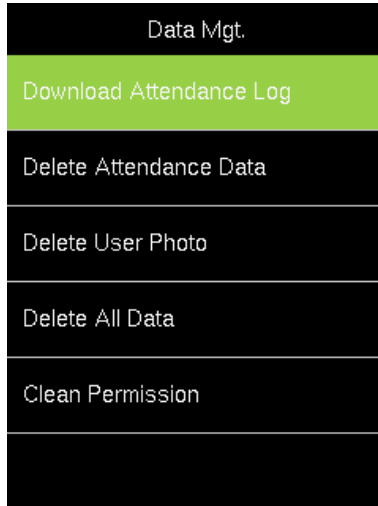 Data Mgt.
Download Attendance Log
Delete Attendance Data
Delete User Photo
Delete All Data
Clean Permission